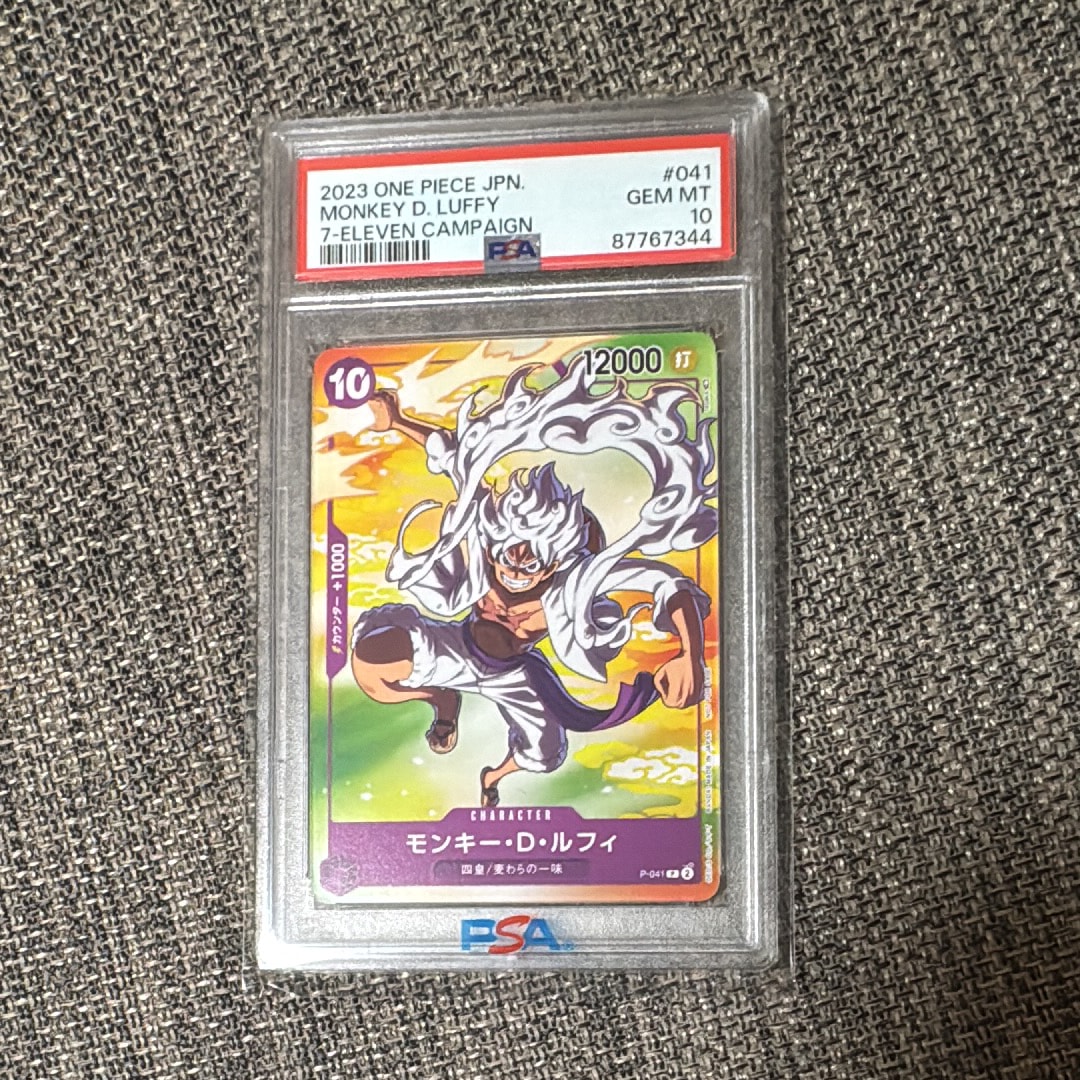 2023 ONE PIECE JPN.
#041
MONKEY D. LUFFY
GEM MT
7-ELEVEN CAMPAIGN
10
PSA
87767344
10
12000 打
カウンター +1000
CHARACTER
モンキー・D・ルフィ
四皇/麦わらの一味
P-041 P 2
PSA